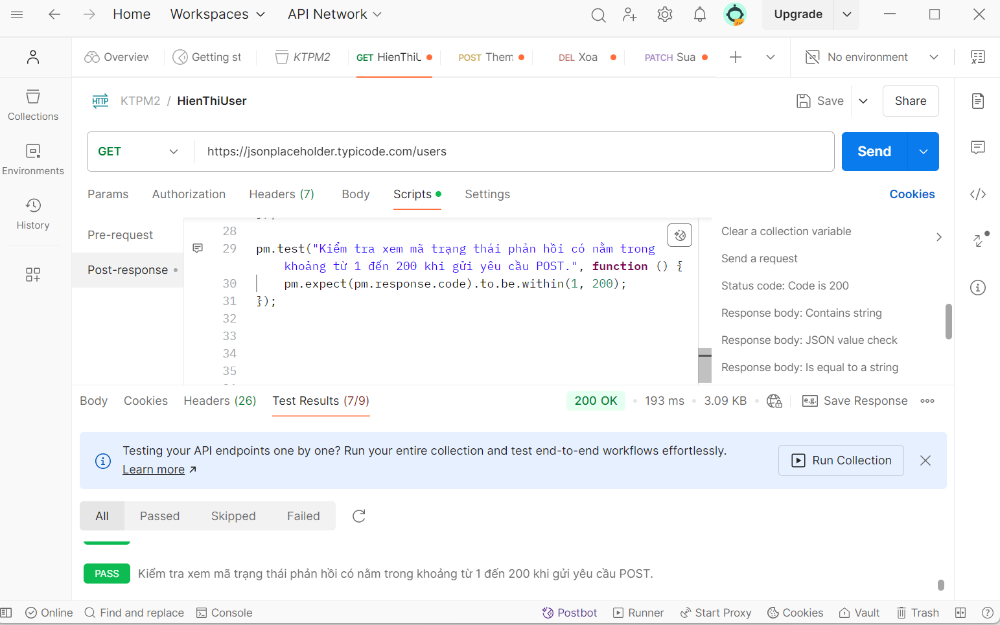 Home Workspaces API Network Upgrade
Overview Getting st KTPM2 GET HienThiU POST Them DEL Xoa PATCH Sua No environment
HTTP KTPM2 / HienThiUser Save Share
Collections
GET https://jsonplaceholder.typicode.com/users Send
Environments
Params Authorization Headers (7) Body Scripts Settings Cookies
History
Pre-request
Post-response
28
29 pm.test("Kiểm tra xem mã trạng thái phản hồi có nằm trong
khoảng từ 1 đến 200 khi gửi yêu cầu POST.", function () {
30 pm.expect(pm.response.code).to.be.within(1, 200);
31 });
32
33
34
35
Clear a collection variable
Send a request
Status code: Code is 200
Response body: Contains string
Response body: JSON value check
Response body: Is equal to a string
Body Cookies Headers (26) Test Results (7/9) 200 OK 193 ms 3.09 KB e.g. Save Response
Testing your API endpoints one by one? Run your entire collection and test end-to-end workflows effortlessly.
Learn more
Run Collection
All Passed Skipped Failed
PASS Kiểm tra xem mã trạng thái phản hồi có nằm trong khoảng từ 1 đến 200 khi gửi yêu cầu POST.
Online Find and replace Console Postbot Runner Start Proxy Cookies Vault Trash